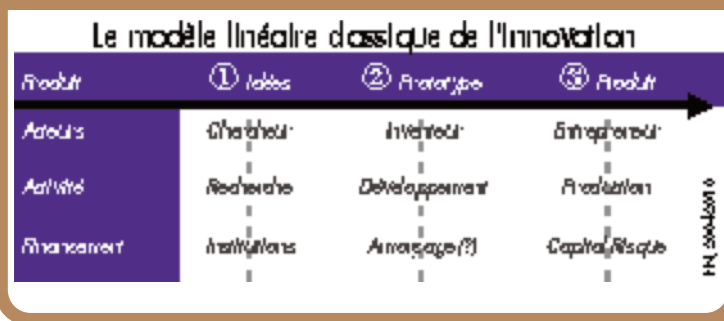 Le modèle linéaire classique de l'Innovation
Produit ① Idées ② Prototype ③ Produit
Acteurs Chercheur Inventeur Entrepreneur
Activité Recherche Développement Production
Financement Institutions Amorçage (?) Capital Risque